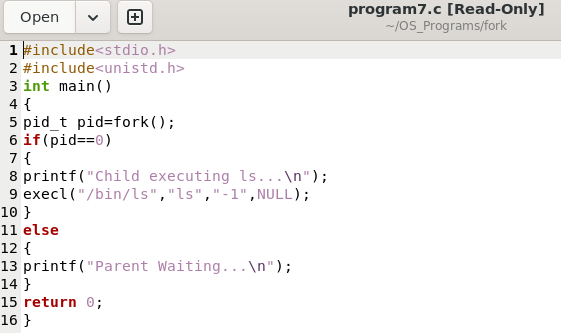 Open
program7.c [Read-Only]
~/OS_Programs/fork
1 #include<stdio.h>
2 #include<unistd.h>
3 int main()
4 {
5 pid_t pid=fork();
6 if(pid==0)
7 {
8 printf("Child executing ls...\n");
9 execl("/bin/ls","ls","-1",NULL);
10 }
11 else
12 {
13 printf("Parent Waiting...\n");
14 }
15 return 0;
16 }